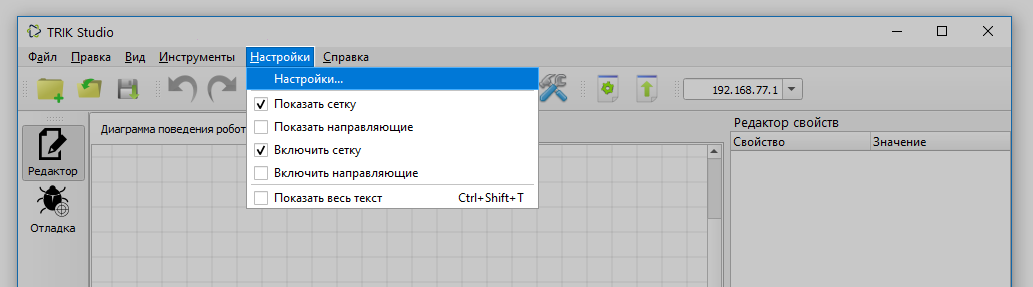 TRIK Studio
Файл Правка Вид Инструменты Настройки Справка
Настройки...
192.168.77.1
Показать сетку
Показать направляющие
Включить сетку
Включить направляющие
Показать весь текст Ctrl+Shift+T
Редактор
Отладка
Диаграмма поведения робот
Редактор свойств
Свойство Значение